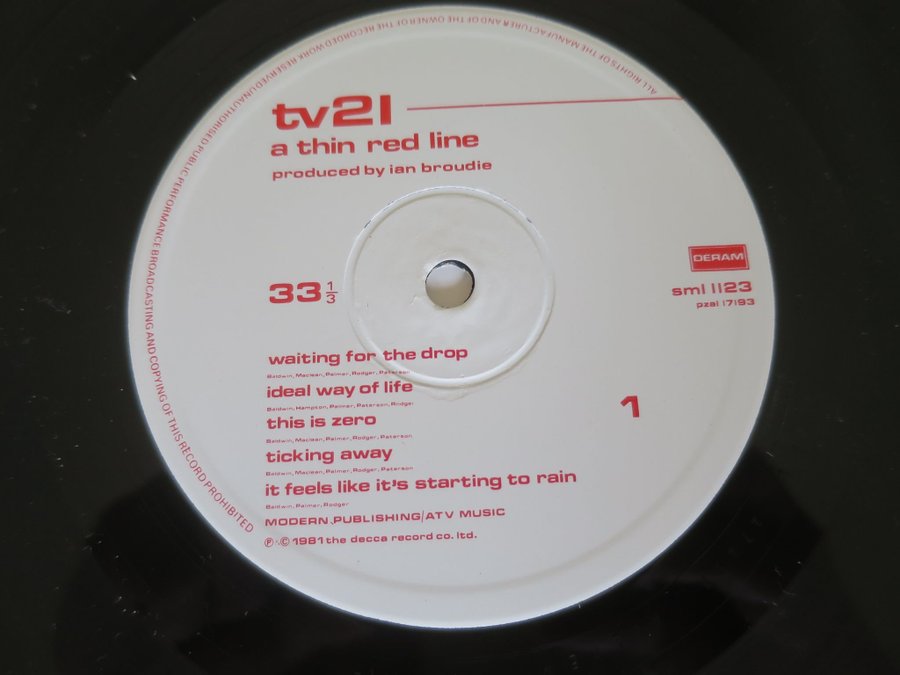 ALL RIGHTS OF THE MANUFACTURER AND OF THE OWNER OF THE RECORDED WORK RESERVED UNAUTHORISED PUBLIC PERFORMANCE BROADCASTING AND COPYING OF THIS RECORD PROHIBITED
tv21
a thin red line
produced by ian broudie
DERAM
33 1/3
sml 1123
pzal 17193
waiting for the drop
Baldwin, Maclean, Palmer, Rodger, Paterson
ideal way of life
Baldwin, Hampson, Palmer, Paterson, Rodger
this is zero
Baldwin, Maclean, Palmer, Rodger, Paterson
1
ticking away
Baldwin, Maclean, Palmer, Rodger, Paterson
it feels like it's starting to rain
Baldwin, Palmer, Rodger
MODERN PUBLISHING/ATV MUSIC
℗ © 1981 the decca record co. ltd.